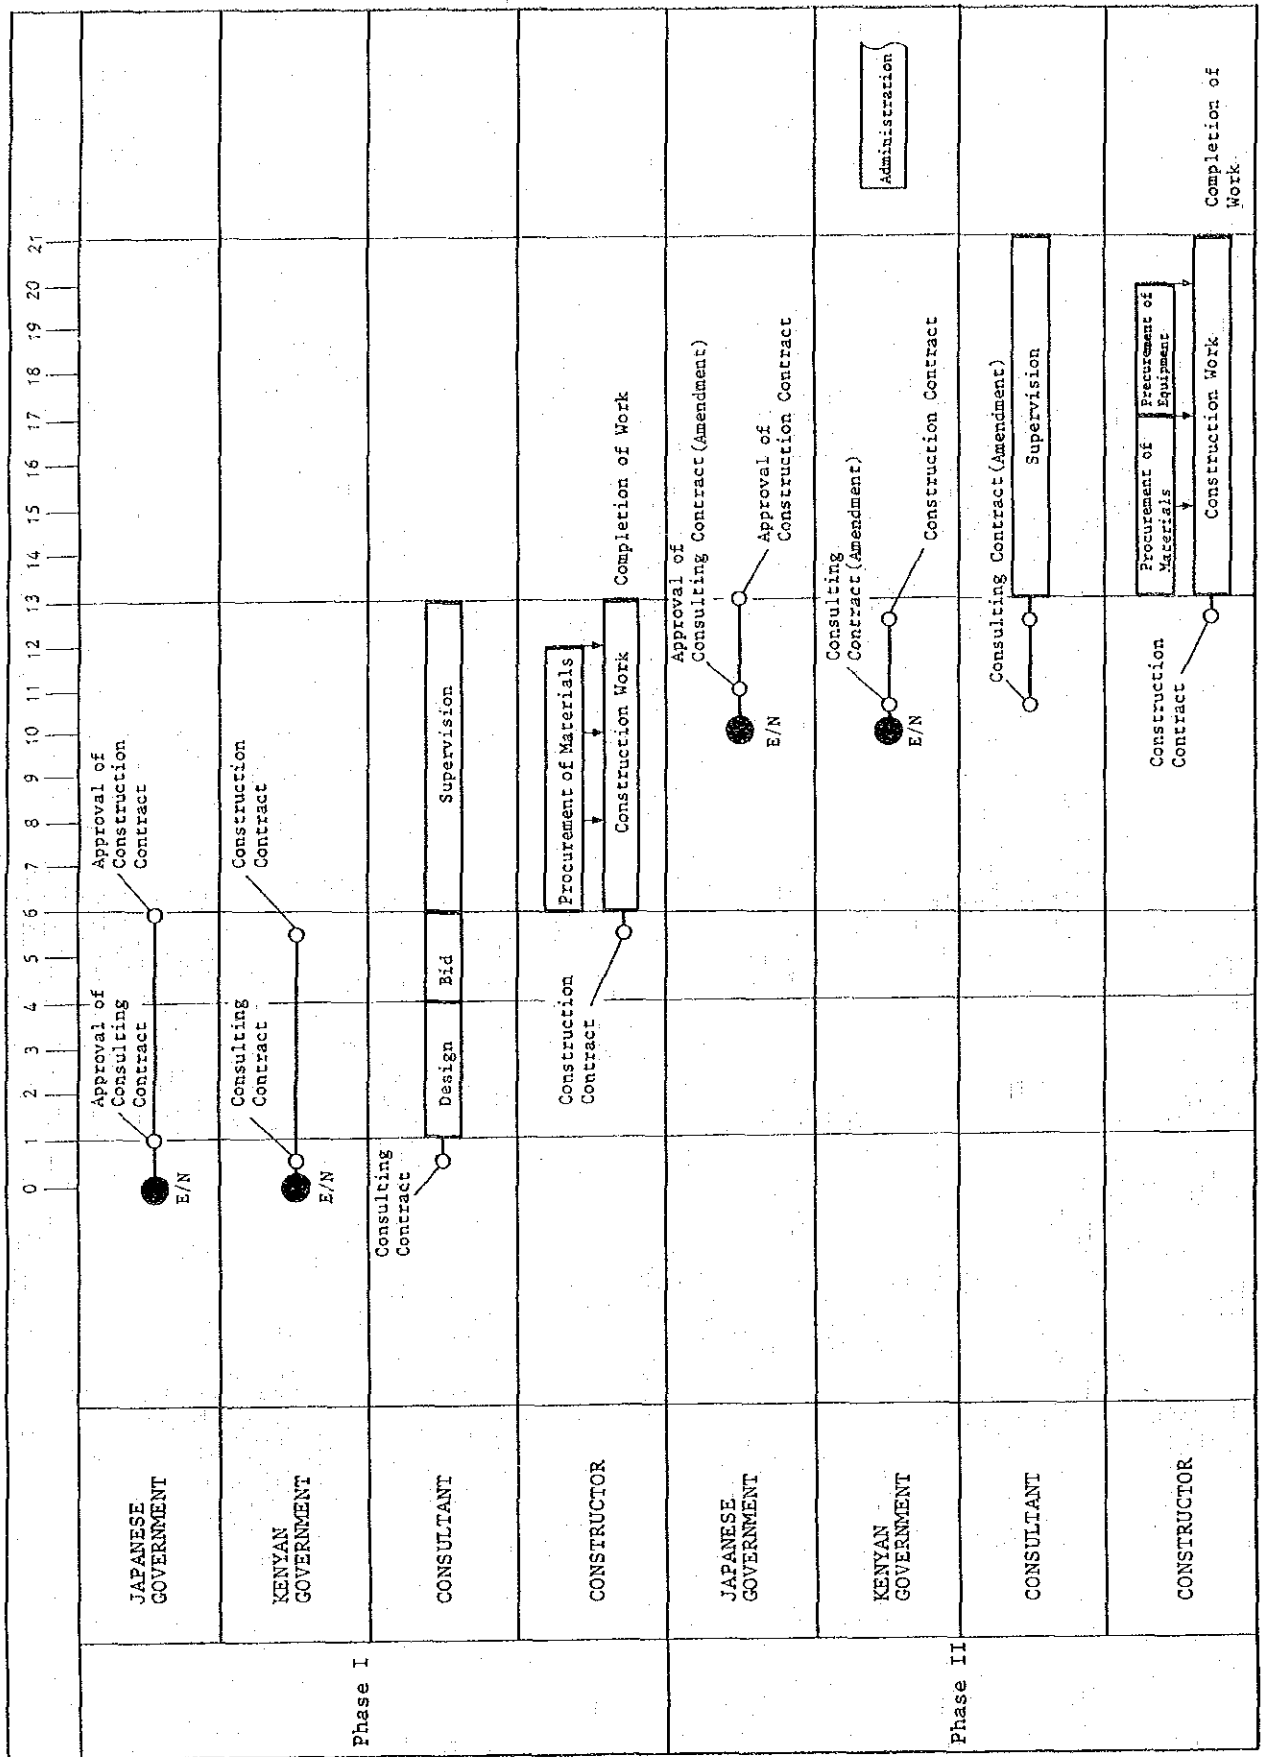 0 1 2 3 4 5 6 7 8 9 10 11 12 13 14 15 16 17 18 19 20 21
Phase I
JAPANESE
GOVERNMENT
E/N
Approval of
Consulting
Contract
Approval of
Construction
Contract
KENYAN
GOVERNMENT
E/N
Consulting
Contract
Construction
Contract
CONSULTANT
Consulting
Contract
Design
Bid
Supervision
CONSTRUCTOR
Construction
Contract
Procurement of Materials
Construction Work
Completion of Work
Phase II
JAPANESE
GOVERNMENT
E/N
Approval of
Consulting Contract(Amendment)
Approval of
Construction Contract
KENYAN
GOVERNMENT
E/N
Consulting
Contract(Amendment)
Construction Contract
Administration
CONSULTANT
Consulting Contract(Amendment)
Supervision
CONSTRUCTOR
Construction
Contract
Procurement of
Materials
Precurement of
Equipment
Construction Work
Completion of
Work